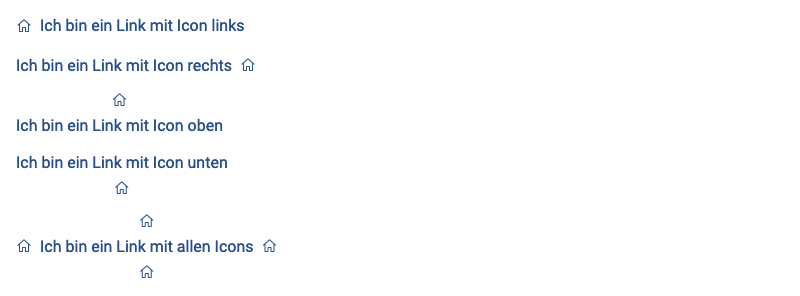 Ich bin ein Link mit Icon links
Ich bin ein Link mit Icon rechts
Ich bin ein Link mit Icon oben
Ich bin ein Link mit Icon unten
Ich bin ein Link mit allen Icons